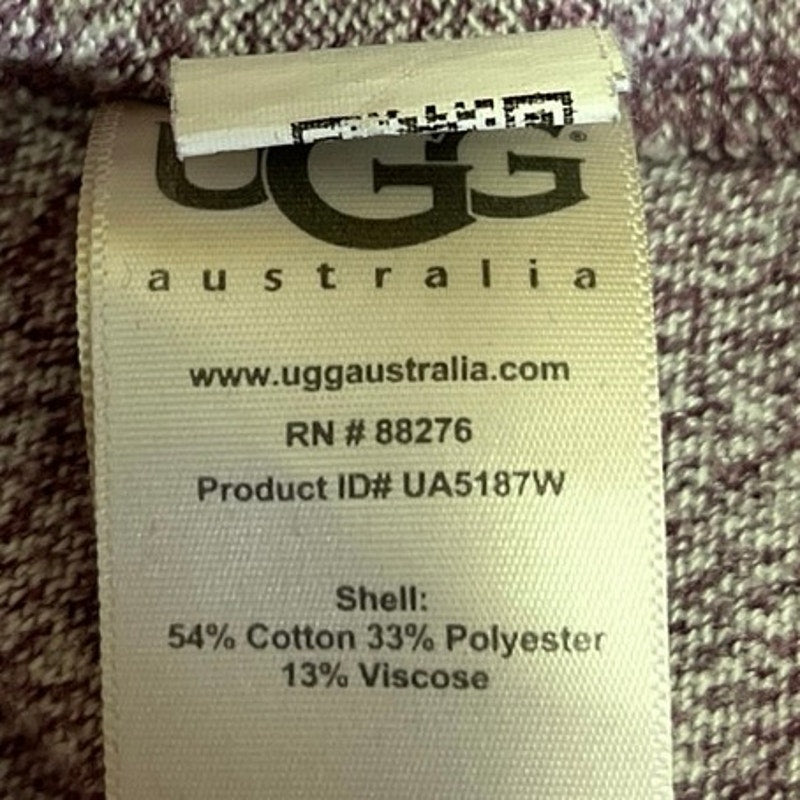 UGG®
australia
www.uggaustralia.com
RN # 88276
Product ID# UA5187W
Shell:
54% Cotton 33% Polyester
13% Viscose